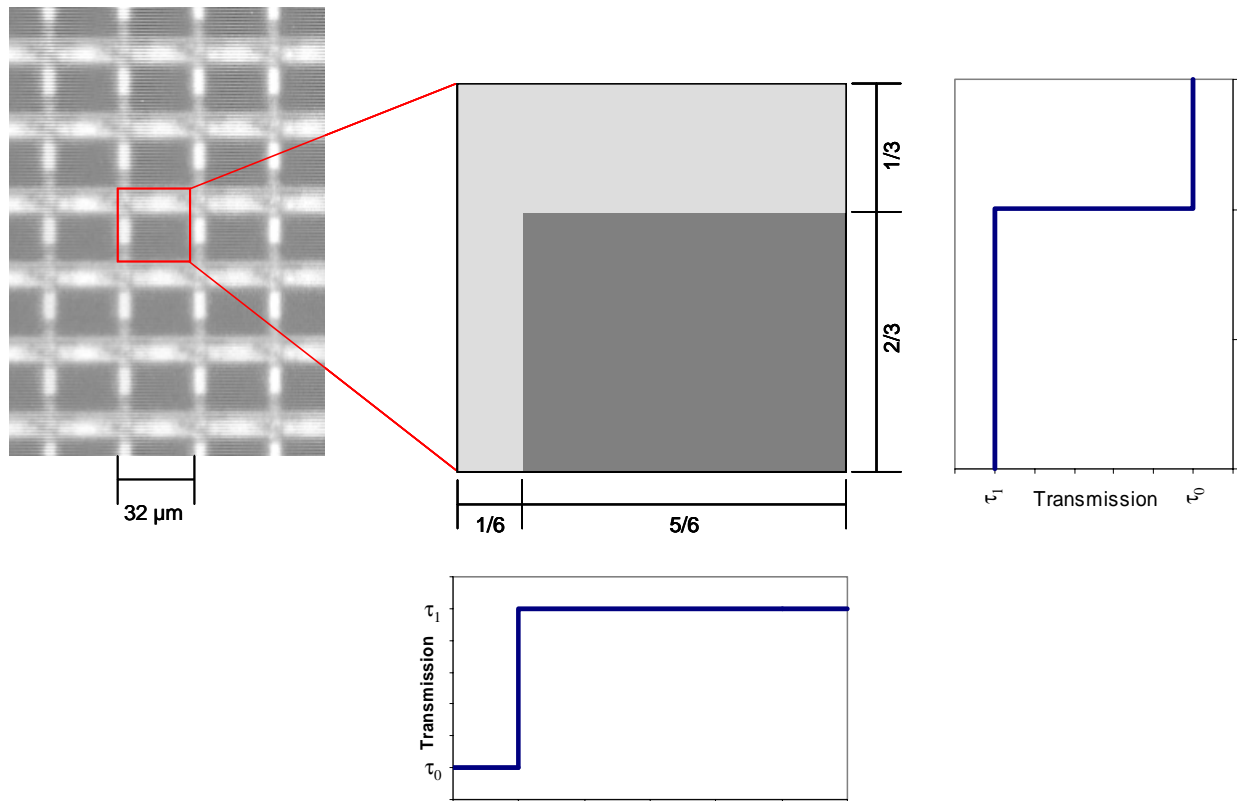 32 µm
1/3
2/3
1/6
5/6
τ1 Transmission τ0
τ1
Transmission
τ0